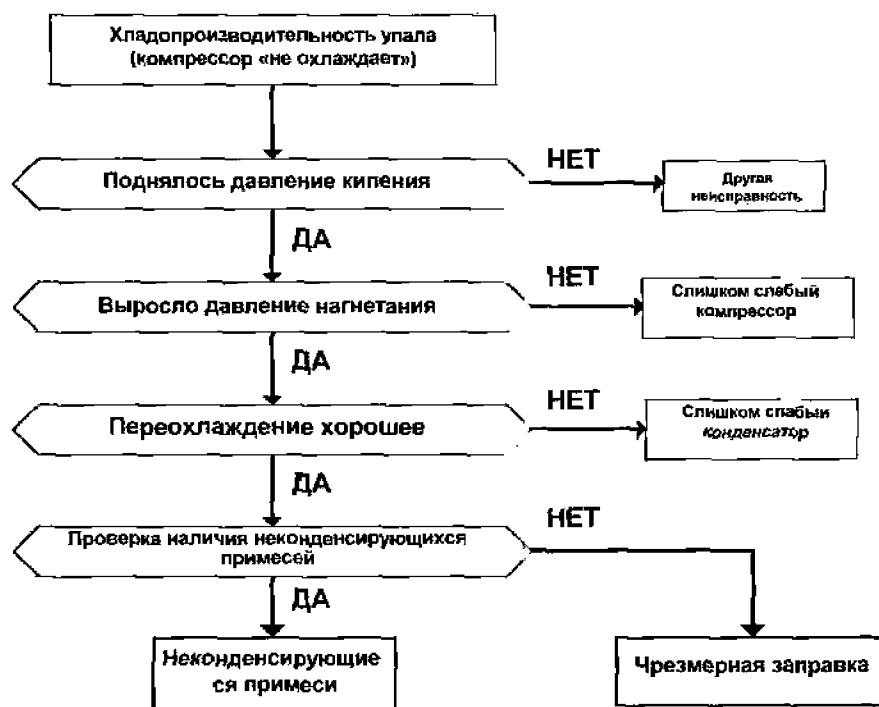 Хладопроизводительность упала
(компрессор «не охлаждает»)
НЕТ
Поднялось давление кипения
Другая
неисправность
ДА
НЕТ
Выросло давление нагнетания
Слишком слабый
компрессор
ДА
НЕТ
Переохлаждение хорошее
Слишком слабый
конденсатор
ДА
НЕТ
Проверка наличия неконденсирующихся
примесей
ДА
Неконденсирующие
ся примеси
Чрезмерная заправка